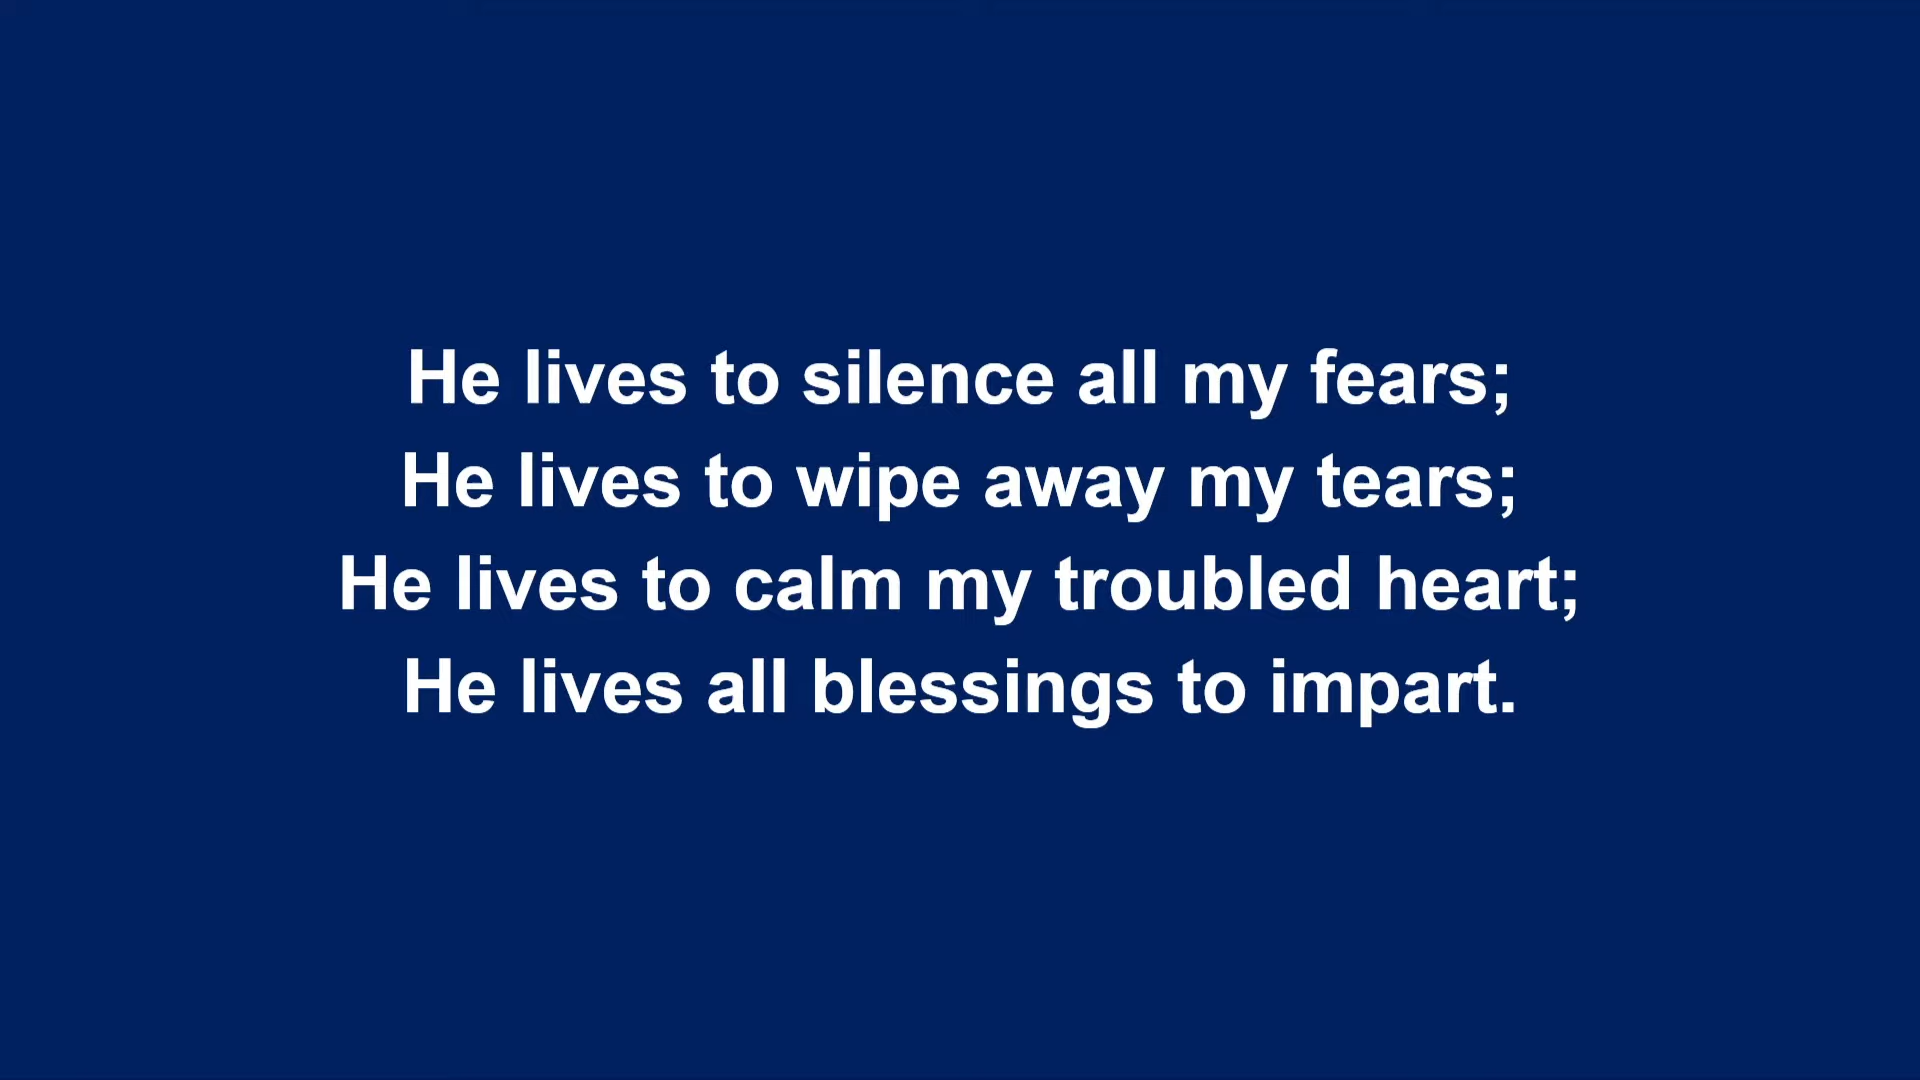 He lives to silence all my fears;
He lives to wipe away my tears;
He lives to calm my troubled heart;
He lives all blessings to impart.